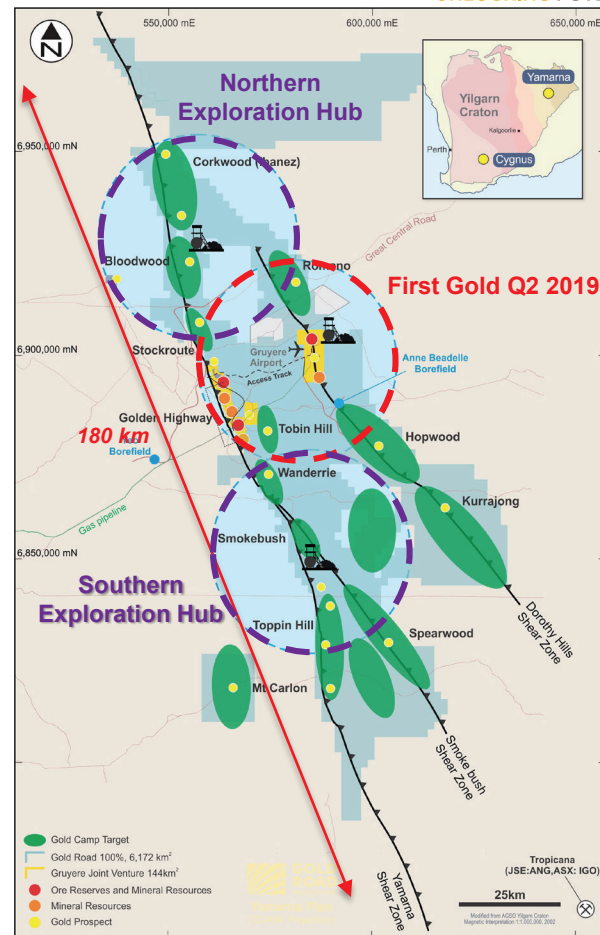 550,000 mE
600,000 mE
650,000 mE
N
Northern
Exploration Hub
Yamarna
Yilgarn
Craton
Kalgoorlie
Perth
Cygnus
6,950,000 mN
Corkwood (Ibanez)
Great Central Road
Bloodwood
Romano
First Gold Q2 2019
6,900,000 mN
Stockroute
Gruyere
Airport
Anne Beadelle
Borefield
Access Track
Golden Highway
180 km
Tobin Hill
Hopwood
Borefield
Wanderrie
Kurrajong
Gas pipeline
Smokebush
6,850,000 mN
Southern
Exploration Hub
Toppin Hill
Spearwood
Dorothy Hills
Shear Zone
Mt Carlon
Smoke bush
Shear Zone
Yamarna
Shear Zone
Gold Camp Target
Gold Road 100%, 6,172 km²
Gruyere Joint Venture 144km²
Ore Reserves and Mineral Resources
Mineral Resources
Gold Prospect
GOLD
ROAD
25km
Modified from AGSO Yilgarn Craton
Magnetic Interpretation 1:1,000,000, 2002
Tropicana
(JSE:ANG,ASX: IGO)